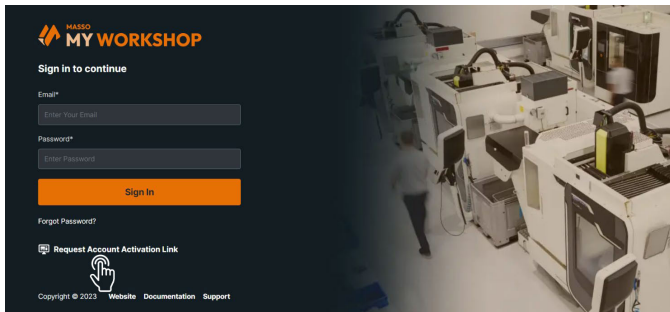 MASSO
MY WORKSHOP
Sign in to continue
Email*
Enter Your Email
Password*
Enter Password
Sign In
Forgot Password?
Request Account Activation Link
Copyright © 2023 Website Documentation Support